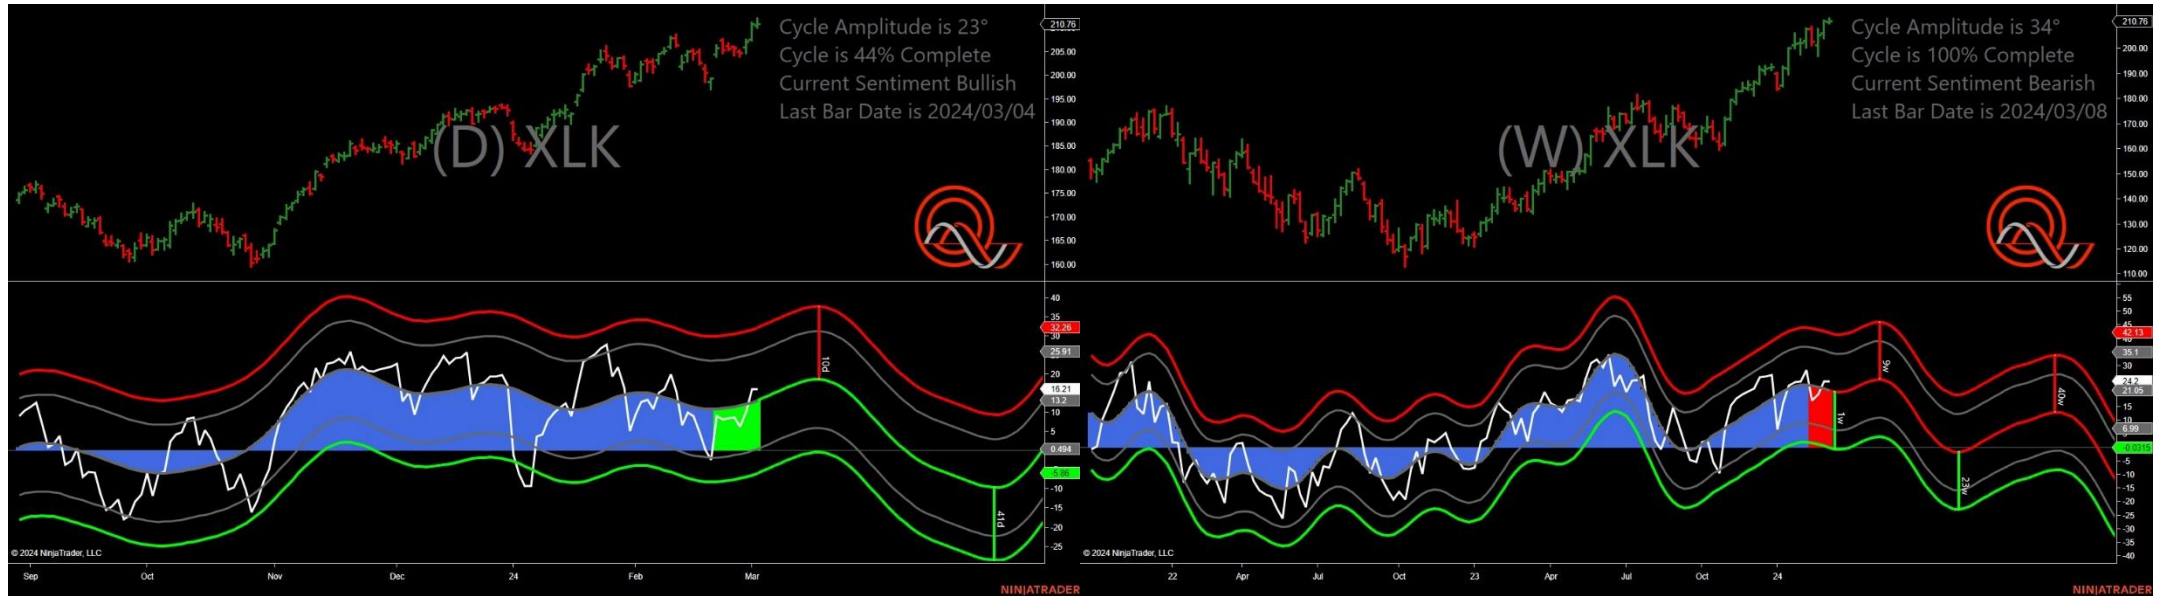 Cycle Amplitude is 23°
Cycle is 44% Complete
Current Sentiment Bullish
Last Bar Date is 2024/03/04
(D) XLK
210.76
205.00
200.00
195.00
190.00
185.00
180.00
175.00
170.00
165.00
160.00
40
32.26
30
25.91
20
16.21
13.2
10
5
0.494
-5.86
-10
-15
-20
-25
10d
41d
© 2024 NinjaTrader, LLC
Sep Oct Nov Dec 24 Feb Mar
NINJATRADER
Cycle Amplitude is 34°
Cycle is 100% Complete
Current Sentiment Bearish
Last Bar Date is 2024/03/08
(W) XLK
210.76
200.00
190.00
180.00
170.00
160.00
150.00
140.00
130.00
120.00
110.00
55
50
45
42.13
35.1
30
24.2
21.05
15
10
6.99
-0.0315
-5
-10
-15
-20
-25
-30
-35
-40
1w
9w
23w
40w
© 2024 NinjaTrader, LLC
22 Apr Jul Oct 23 Apr Jul Oct 24
NINJATRADER